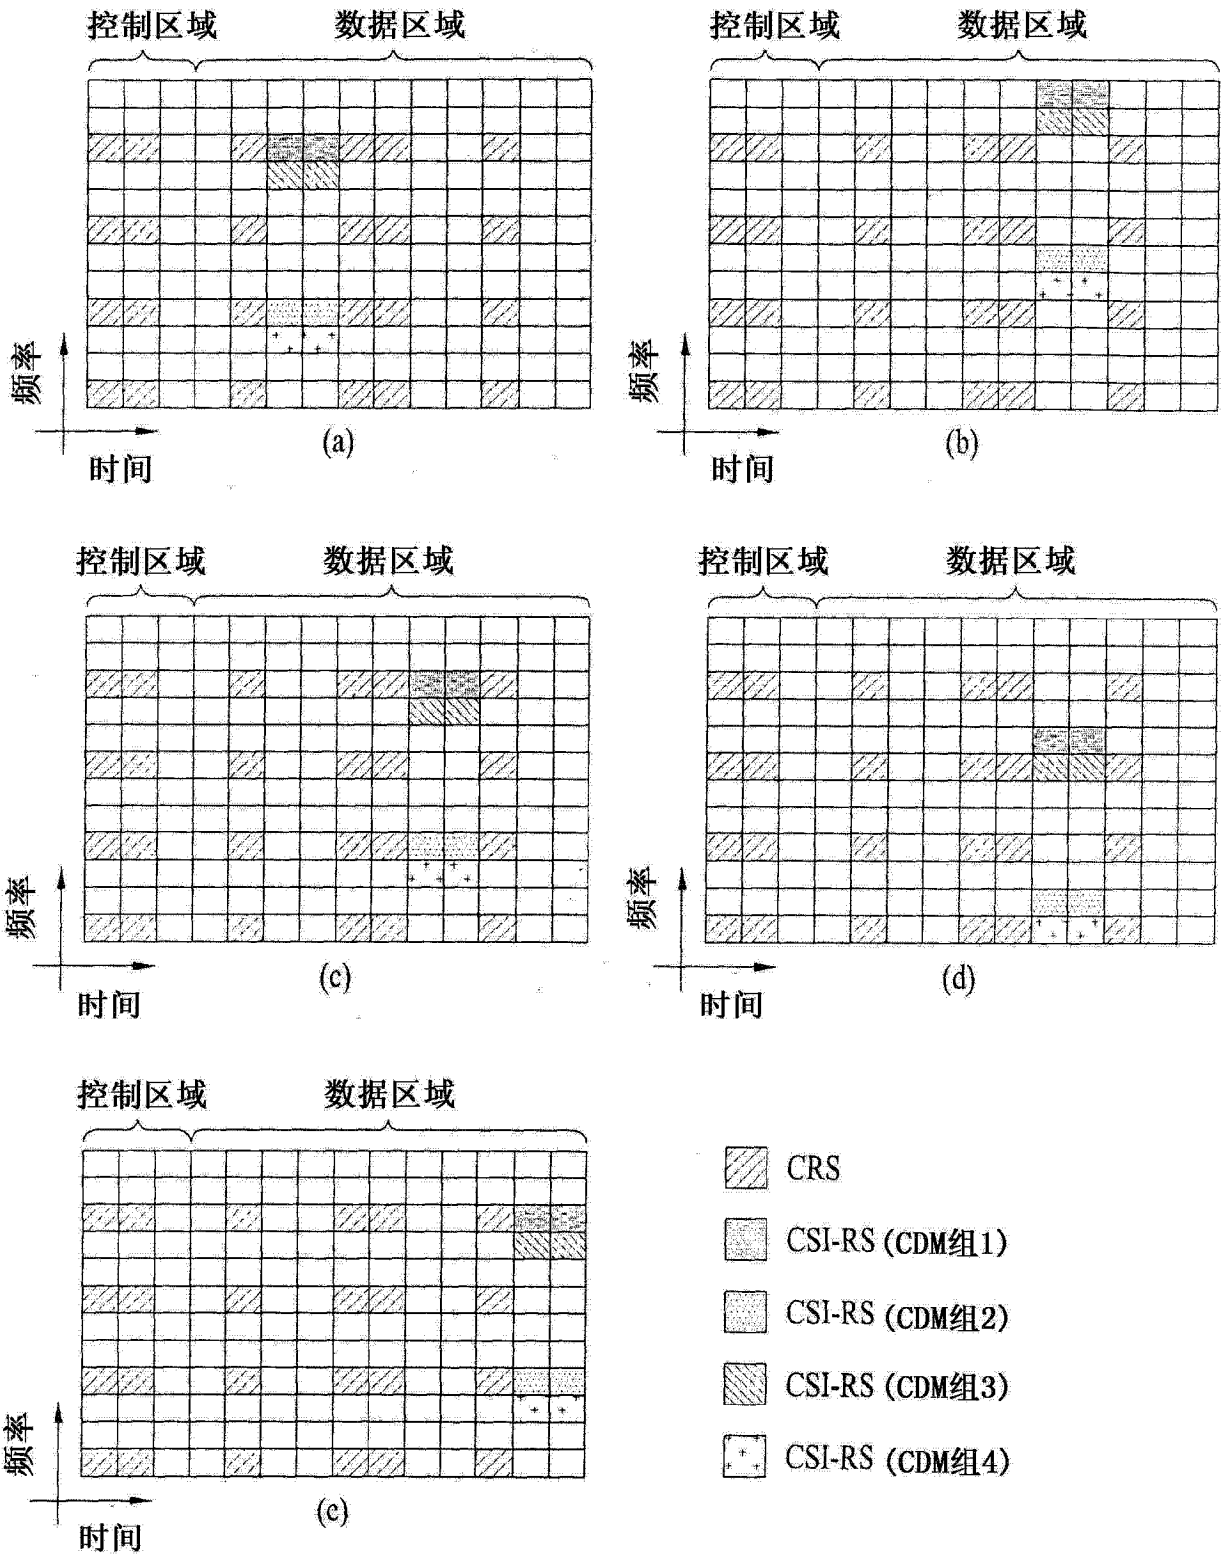 控制区域 数据区域
频率
时间
(a)
控制区域 数据区域
频率
时间
(b)
控制区域 数据区域
频率
时间
(c)
控制区域 数据区域
频率
时间
(d)
控制区域 数据区域
频率
时间
(e)
CRS
CSI-RS (CDM组1)
CSI-RS (CDM组2)
CSI-RS (CDM组3)
CSI-RS (CDM组4)